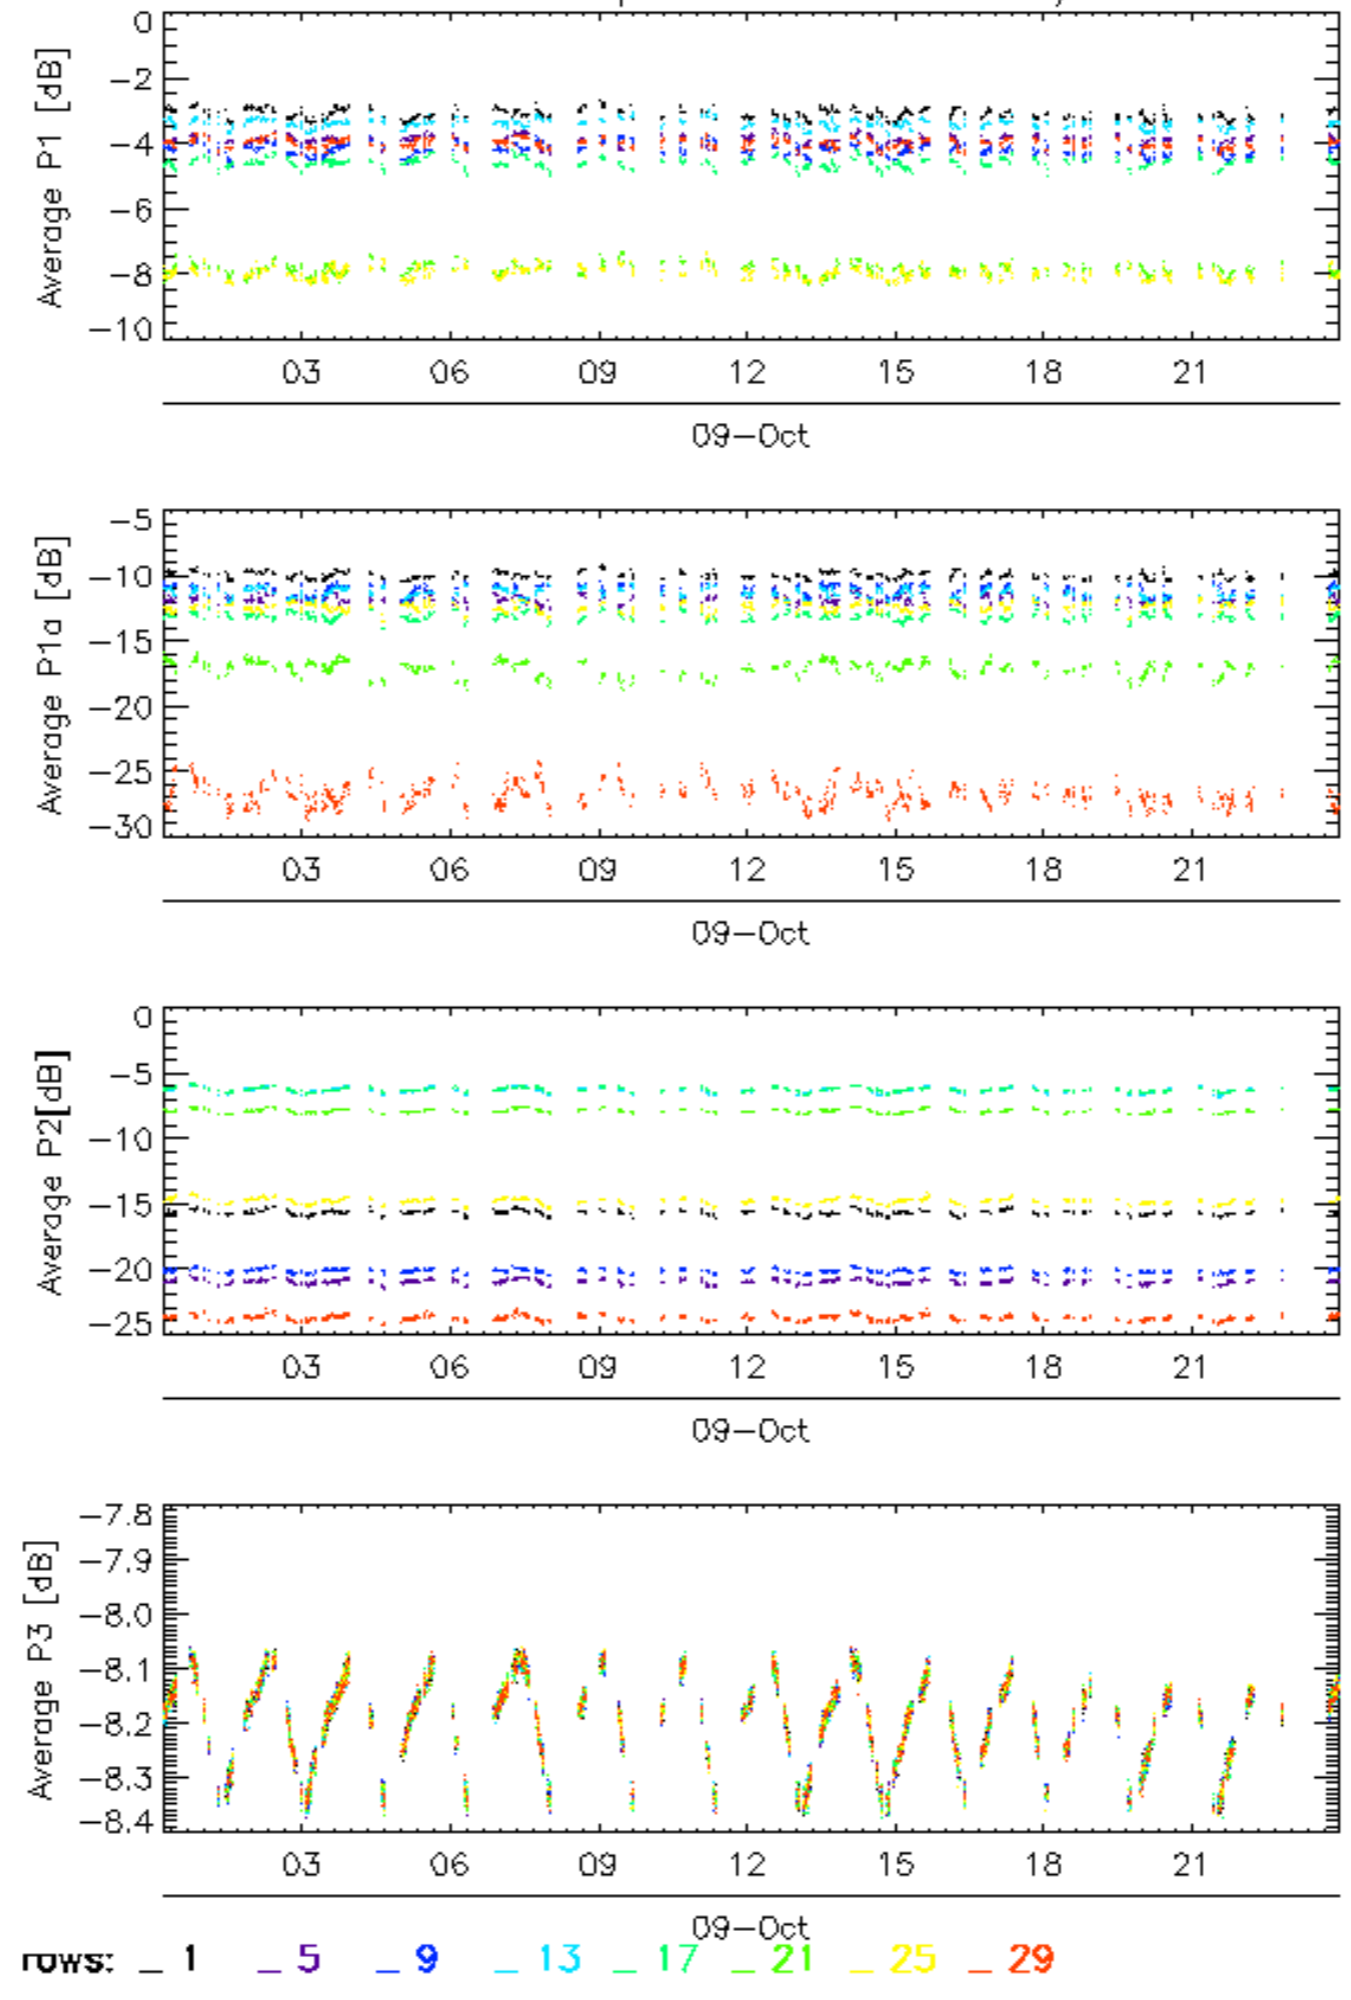 0
−2
−4
−6
−8
−10
Average P1 [dB]
03 06 09 12 15 18 21
09−Oct
−5
−10
−15
−20
−25
−30
Average P1a [dB]
03 06 09 12 15 18 21
09−Oct
0
−5
−10
−15
−20
−25
Average P2[dB]
03 06 09 12 15 18 21
09−Oct
−7.8
−7.9
−8.0
−8.1
−8.2
−8.3
−8.4
Average P3 [dB]
03 06 09 12 15 18 21
09−Oct
rows: _ 1 _ 5 _ 9 _ 13 _ 17 _ 21 _ 25 _ 29